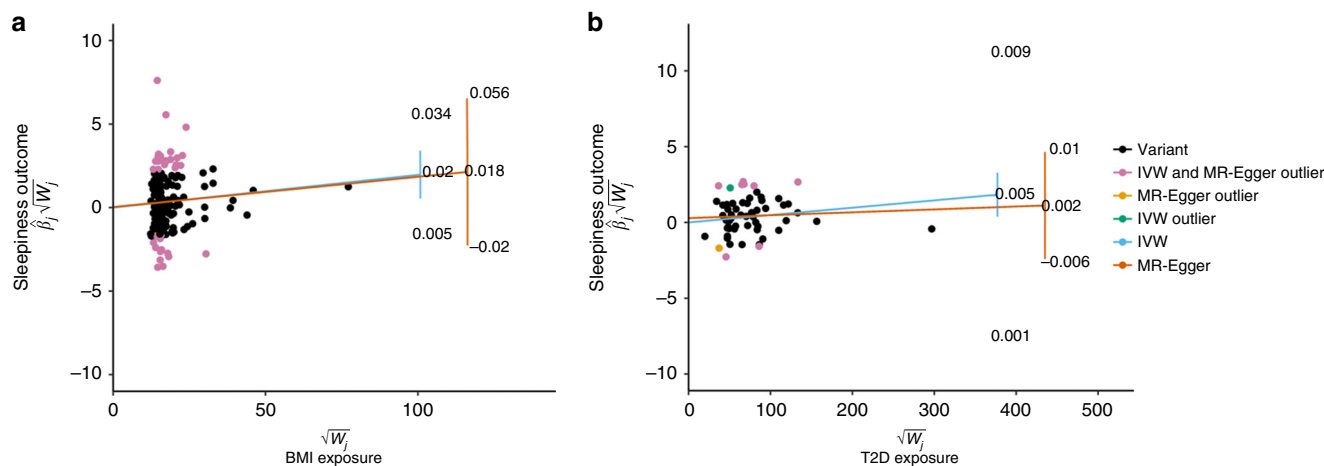 a
10
5
0
−5
−10
Sleepiness outcome
β̂j√Wj
0.056
0.034
0.02
0.018
0.005
−0.02
0
50
100
√Wj
BMI exposure
b
10
5
0
−5
−10
Sleepiness outcome
β̂j√Wj
0.009
0.01
0.005
0.002
−0.006
0.001
0
100
200
300
400
500
√Wj
T2D exposure
Variant
IVW and MR-Egger outlier
MR-Egger outlier
IVW outlier
IVW
MR-Egger